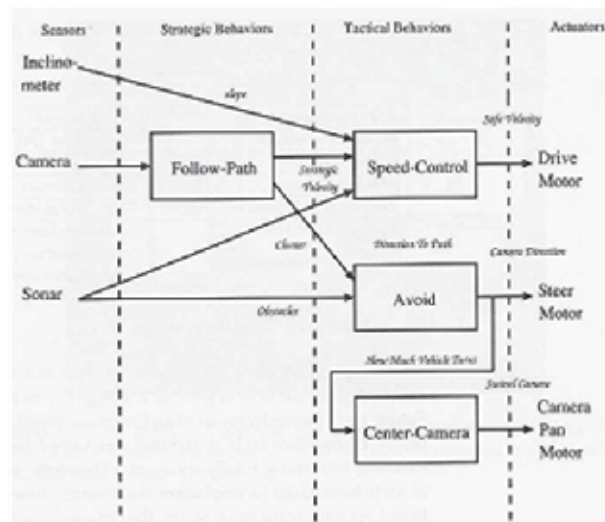 Sensors Strategic Behaviors Tactical Behaviors Actuators
Inclino-
meter
slope
Safe Velocity
Camera
Follow-Path
Strategic
Velocity
Speed-Control
Drive
Motor
Clutter
Direction To Path
Camera Direction
Sonar
Obstacles
Avoid
Steer
Motor
How Much Vehicle Turns
Swivel Camera
Center-Camera
Camera
Pan
Motor